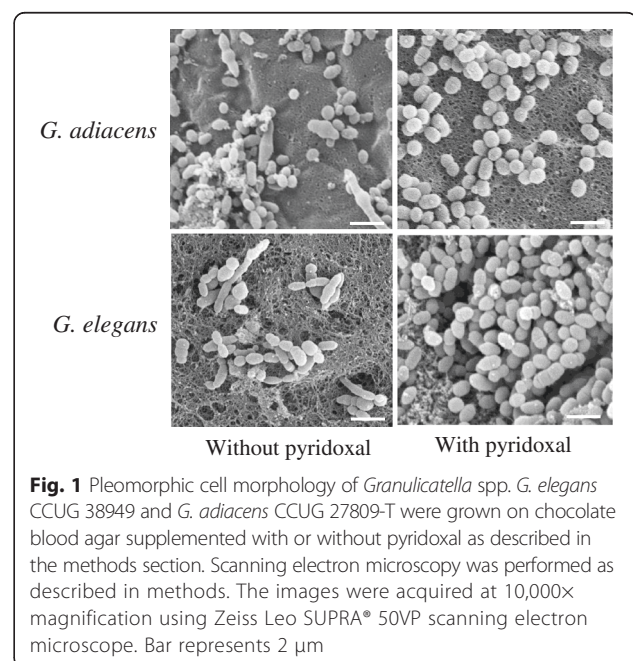 G. adiacens
G. elegans
Without pyridoxal With pyridoxal
Fig. 1 Pleomorphic cell morphology of Granulicatella spp. G. elegans
CCUG 38949 and G. adiacens CCUG 27809-T were grown on chocolate
blood agar supplemented with or without pyridoxal as described in
the methods section. Scanning electron microscopy was performed as
described in methods. The images were acquired at 10,000×
magnification using Zeiss Leo SUPRA® 50VP scanning electron
microscope. Bar represents 2 μm